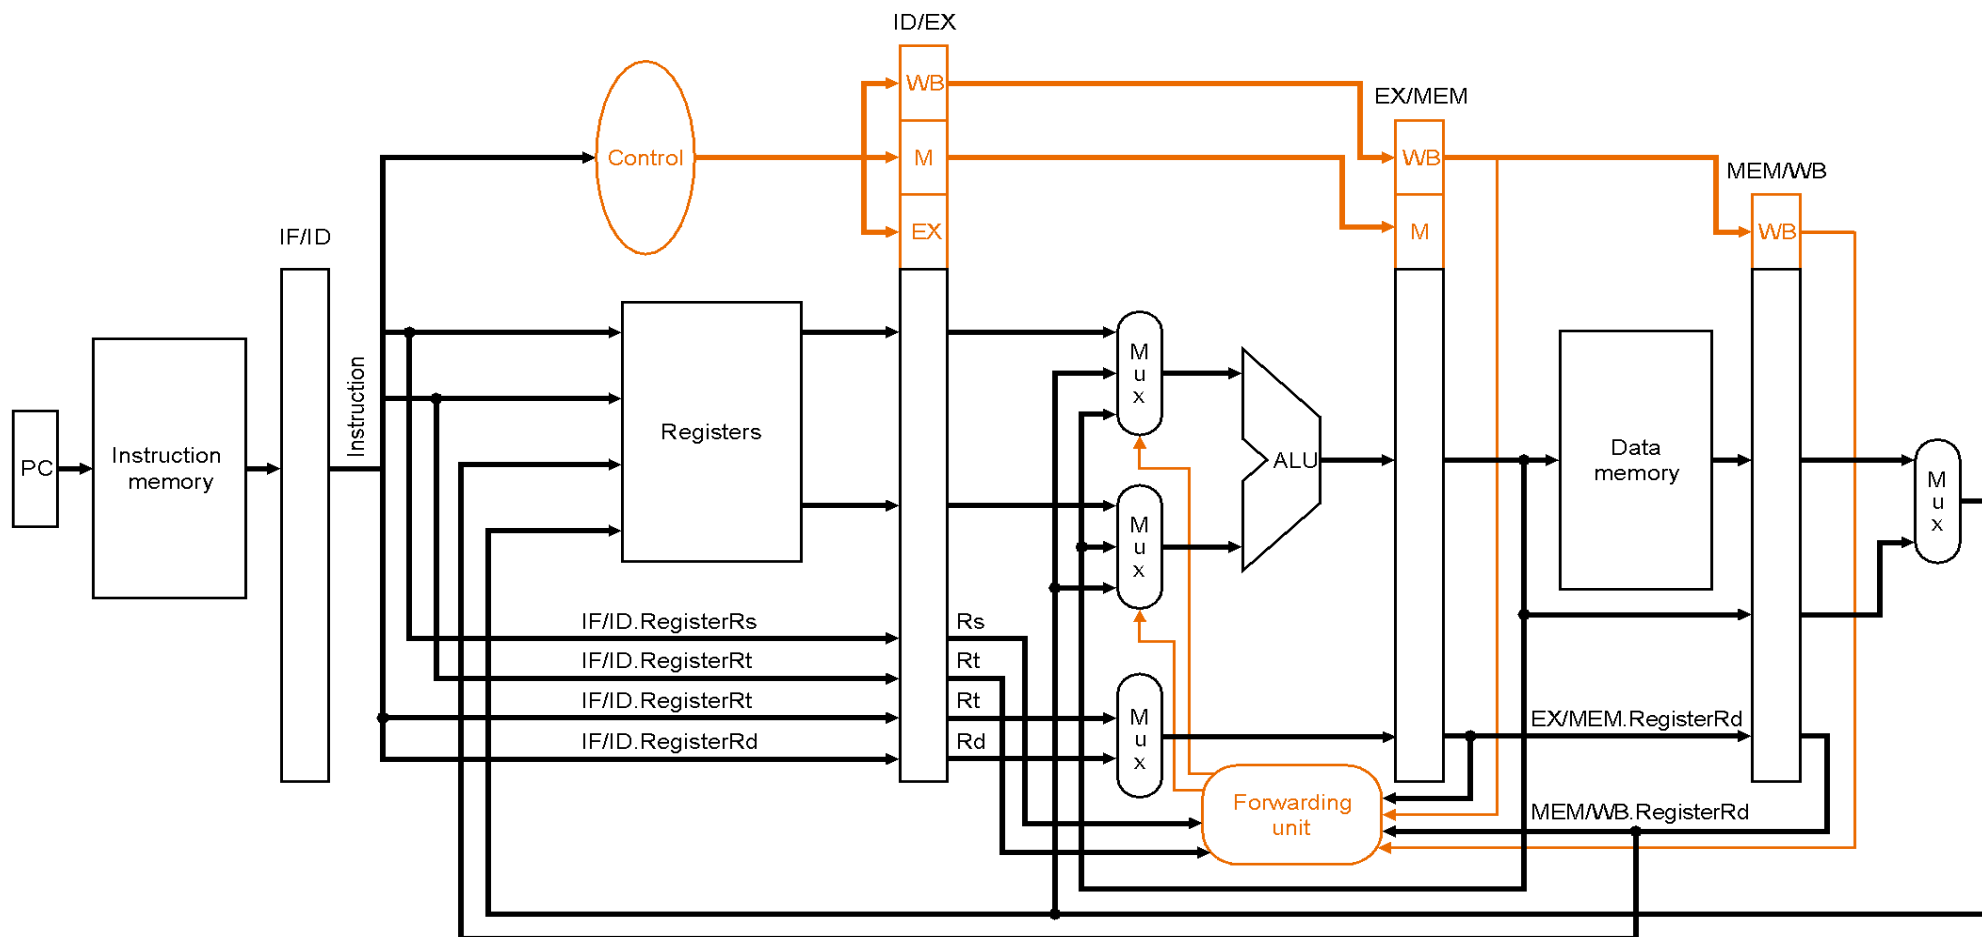 ID/EX
WB
EX/MEM
Control
M
WB
MEM/WB
IF/ID
EX
M
WB
Instruction
M
u
x
PC
Instruction
memory
Registers
ALU
Data
memory
M
u
x
M
u
x
IF/ID.RegisterRs
Rs
IF/ID.RegisterRt
Rt
IF/ID.RegisterRt
Rt
IF/ID.RegisterRd
Rd
M
u
x
EX/MEM.RegisterRd
Forwarding
unit
MEM/WB.RegisterRd